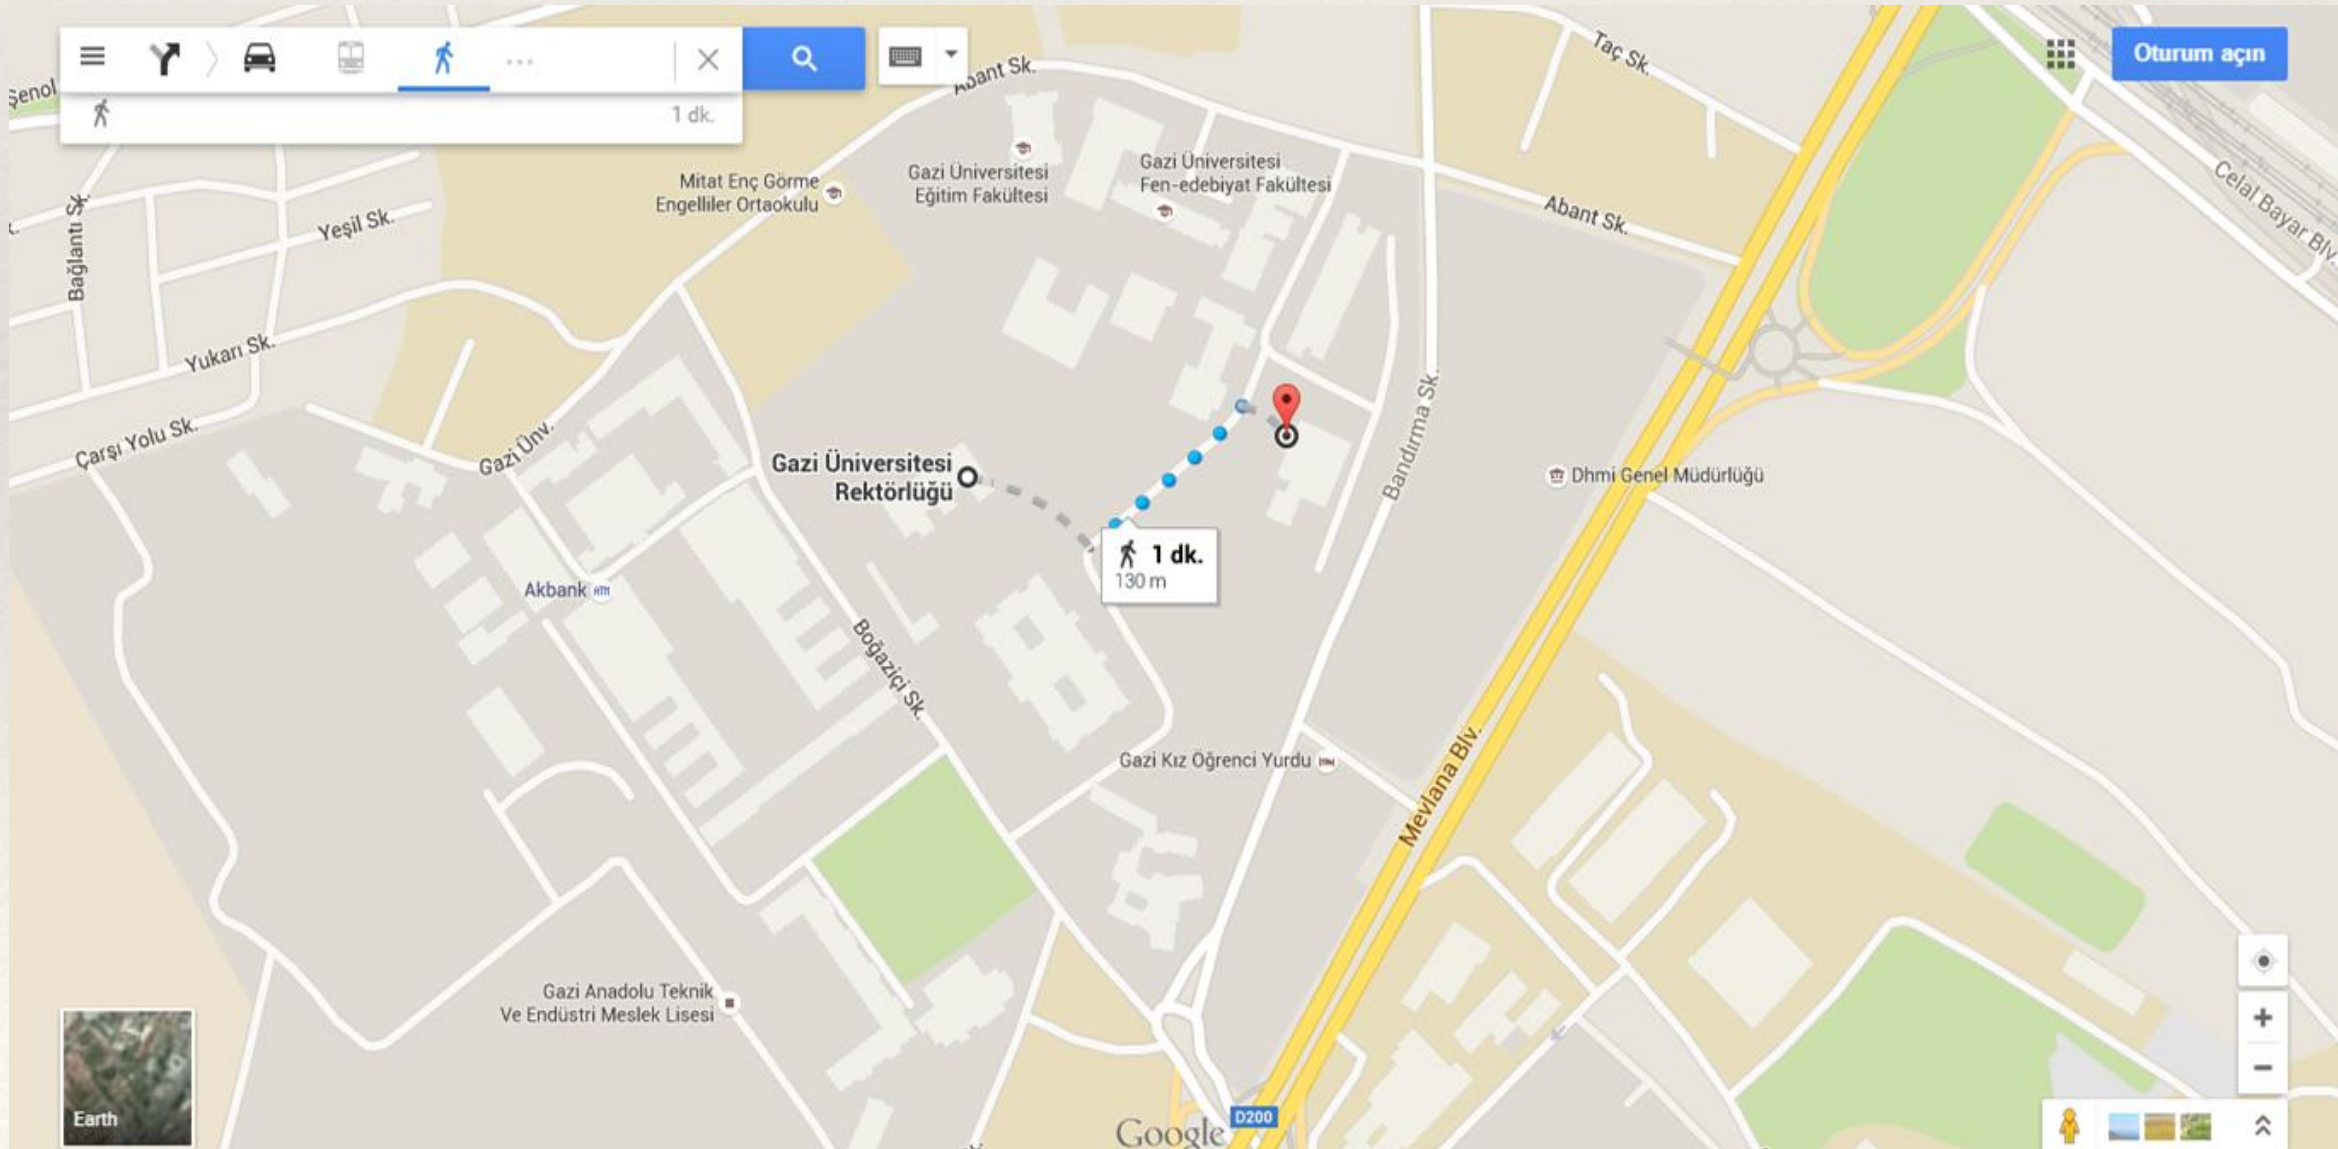 Oturum açın
1 dk.
Abant Sk.
Taç Sk.
Celal Bayar Blv.
Şenol
Bağlantı Sk.
Yeşil Sk.
Mitat Enç Görme
Engelliler Ortaokulu
Gazi Üniversitesi
Eğitim Fakültesi
Gazi Üniversitesi
Fen-edebiyat Fakültesi
Abant Sk.
Yukarı Sk.
Çarşı Yolu Sk.
Gazi Ünv.
Gazi Üniversitesi
Rektörlüğü
Bandırma Sk.
Dhmi Genel Müdürlüğü
1 dk.
130 m
Akbank
ATM
Boğaziçi Sk.
Gazi Kız Öğrenci Yurdu
Mevlana Blv.
Gazi Anadolu Teknik
Ve Endüstri Meslek Lisesi
Earth
Google
D200